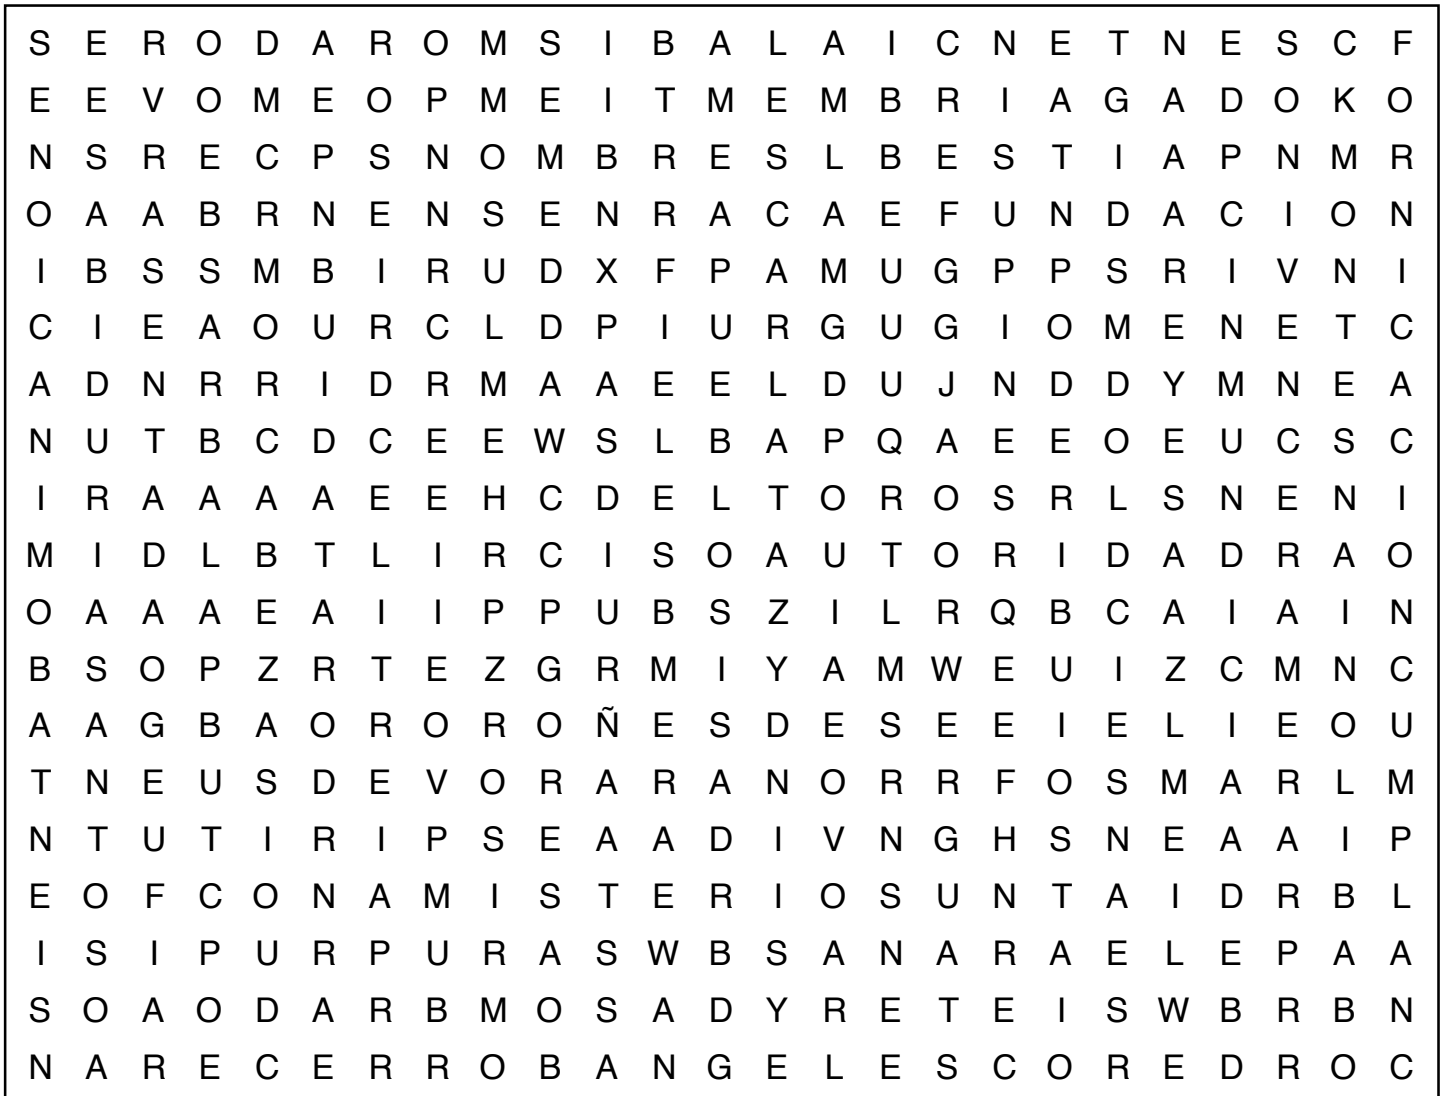 S E R O D A R O M S I B A L A I C N E T N E S C F
E E V O M E O P M E I T M E M B R I A G A D O K O
N S R E C P S N O M B R E S L B E S T I A P N M R
O A A B R N E N S E N R A C A E F U N D A C I O N
I B S S M B I R U D X F P A M U G P P S R I V N I
C I E A O U R C L D P I U R G U G I O M E N E T C
A D N R R I D R M A A E E L D U J N D D Y M N E A
N U T B C D C E E W S L B A P Q A E E O E U C S C
I R A A A A E E H C D E L T O R O S R L S N E N I
M I D L B T L I R C I S O A U T O R I D A D R A O
O A A A E A I I P P U B S Z I L R Q B C A I A I N
B S O P Z R T E Z G R M I Y A M W E U I Z C M N C
A A G B A O R O R O Ñ E S D E S E E I E L I E O U
T N E U S D E V O R A R A N O R R F O S M A R L M
N T U T I R I P S E A A D I V N G H S N E A A I P
E O F C O N A M I S T E R I O S U N T A I D R B L
I S I P U R P U R A S W B S A N A R A E L E P A A
S O A O D A R B M O S A D Y R E T E I S W B R B N
N A R E C E R R O B A N G E L E S C O R E D R O C